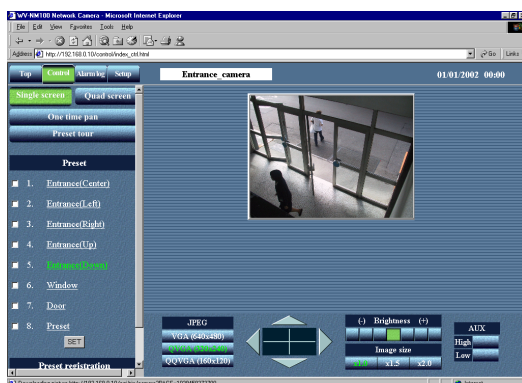 WV-NM100 Network Camera - Microsoft Internet Explorer
File Edit View Favorites Tools Help
Address http://192.168.0.10/control/index_ctrl.html Go Links
Top Control Alarm log Setup Entrance_camera 01/01/2002 00:00
Single screen Quad screen
One time pan
Preset tour
Preset
1. Entrance(Center)
2. Entrance(Left)
3. Entrance(Right)
4. Entrance(Up)
5. Entrance(Down)
6. Window
7. Door
8. Preset
SET
Preset registration
JPEG
VGA (640x480)
QVGA (320x240)
QQVGA (160x120)
(-) Brightness (+)
Image size
x1.0 x1.5 x2.0
AUX
High
Low
Internet